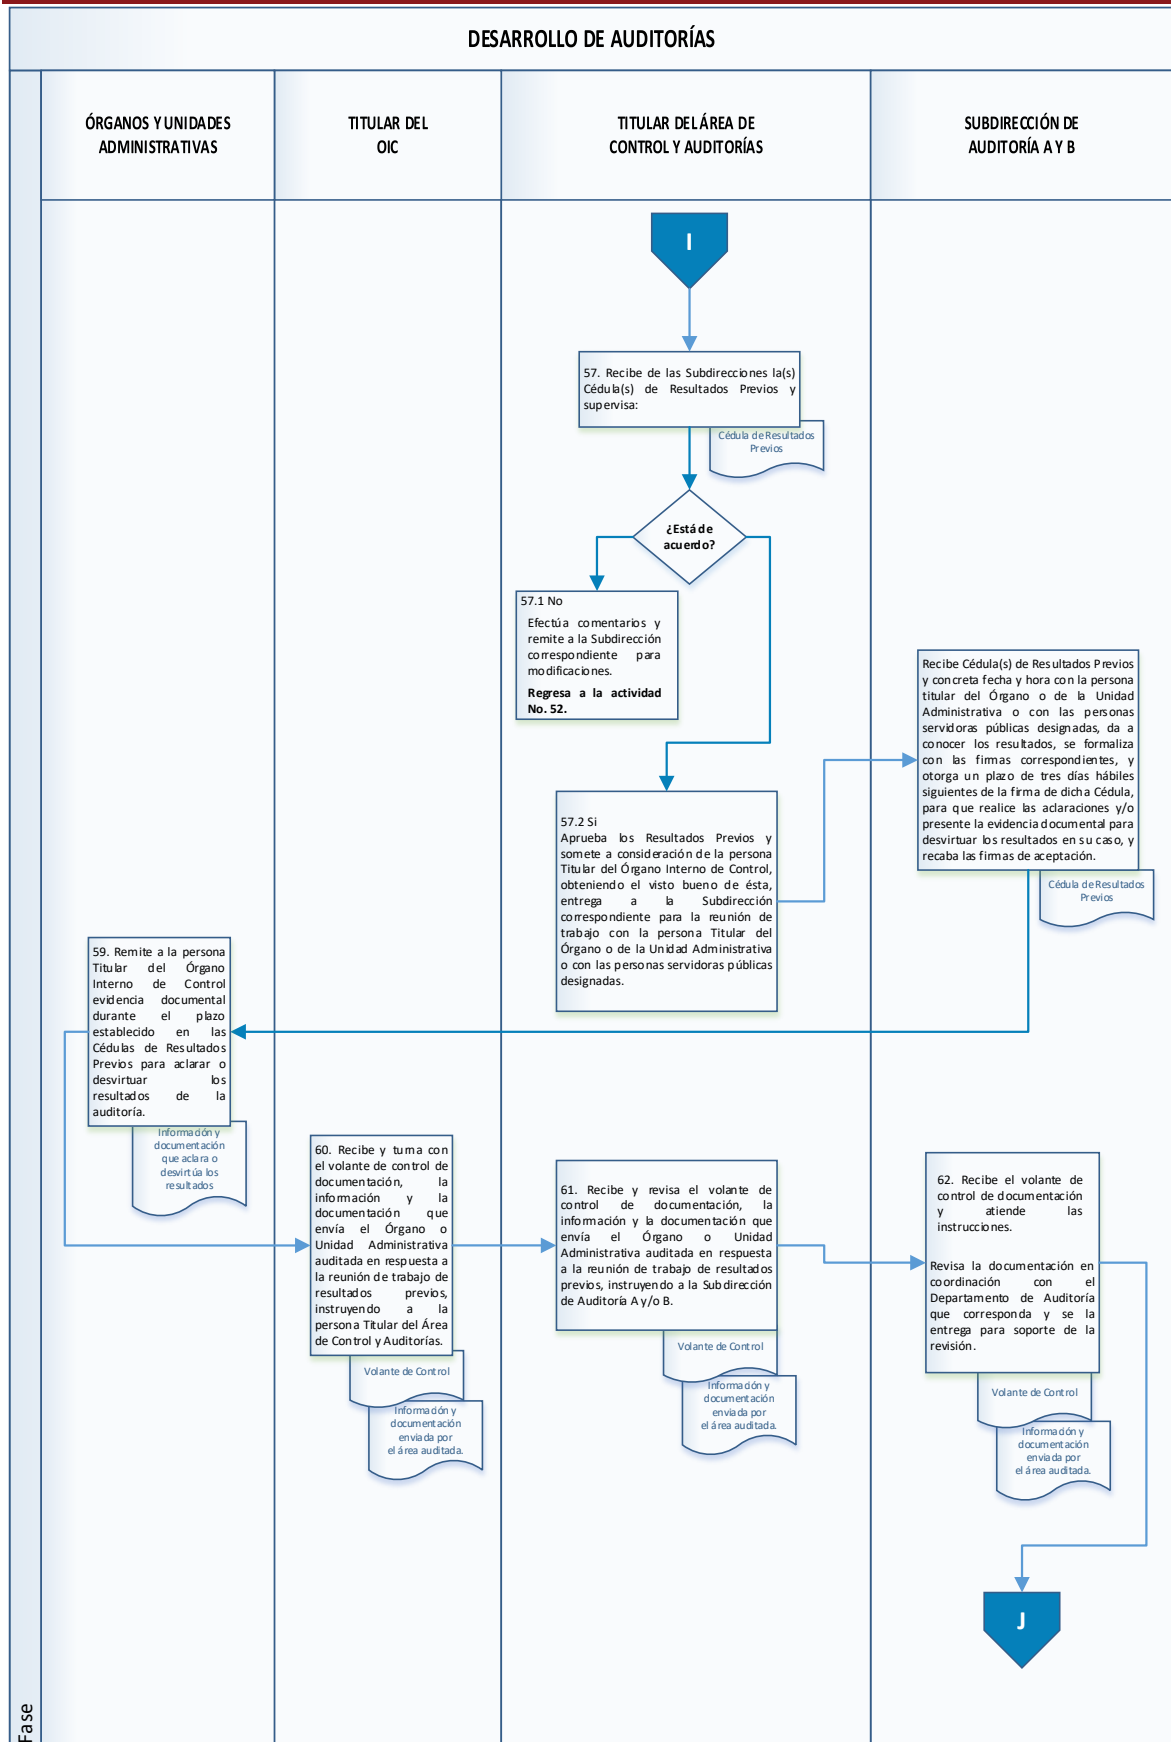 DESARROLLO DE AUDITORÍAS
ÓRGANOS Y UNIDADES
ADMINISTRATIVAS
TITULAR DEL
OIC
TITULAR DEL ÁREA DE
CONTROL Y AUDITORÍAS
SUBDIRECCIÓN DE
AUDITORÍA A Y B
I
57. Recibe de las Subdirecciones la(s)
Cédula(s) de Resultados Previos y
supervisa:
Cédula de Resultados
Previos
¿Está de
acuerdo?
57.1 No
Efectúa comentarios y
remite a la Subdirección
correspondiente para
modificaciones.
Regresa a la actividad
No. 52.
57.2 Si
Aprueba los Resultados Previos y
somete a consideración de la persona
Titular del Órgano Interno de Control,
obteniendo el visto bueno de ésta,
entrega a la Subdirección
correspondiente para la reunión de
trabajo con la persona Titular del
Órgano o de la Unidad Administrativa
o con las personas servidoras públicas
designadas.
Recibe Cédula(s) de Resultados Previos
y concreta fecha y hora con la persona
titular del Órgano o de la Unidad
Administrativa o con las personas
servidoras públicas designadas, da a
conocer los resultados, se formaliza
con las firmas correspondientes, y
otorga un plazo de tres días hábiles
siguientes de la firma de dicha Cédula,
para que realice las aclaraciones y/o
presente la evidencia documental para
desvirtuar los resultados en su caso, y
recaba las firmas de aceptación.
Cédula de Resultados
Previos
59. Remite a la persona
Titular del Órgano
Interno de Control
evidencia documental
durante el plazo
establecido en las
Cédulas de Resultados
Previos para aclarar o
desvirtuar los
resultados de la
auditoría.
Información y
documentación
que aclara o
desvirtúa los
resultados
60. Recibe y turna con
el volante de control de
documentación, la
información y la
documentación que
envía el Órgano o
Unidad Administrativa
auditada en respuesta a
la reunión de trabajo de
resultados previos,
instruyendo a la
persona Titular del Área
de Control y Auditorías.
Volante de Control
Información y
documentación
enviada por
el área auditada.
61. Recibe y revisa el volante de
control de documentación, la
información y la documentación que
envía el Órgano o Unidad
Administrativa auditada en respuesta
a la reunión de trabajo de resultados
previos, instruyendo a la Subdirección
de Auditoría A y/o B.
Volante de Control
Información y
documentación
enviada por
el área auditada.
62. Recibe el volante de
control de documentación
y atiende las
instrucciones.
Revisa la documentación en
coordinación con el
Departamento de Auditoría
que corresponda y se la
entrega para soporte de la
revisión.
Volante de Control
Información y
documentación
enviada por
el área auditada.
J
Fase